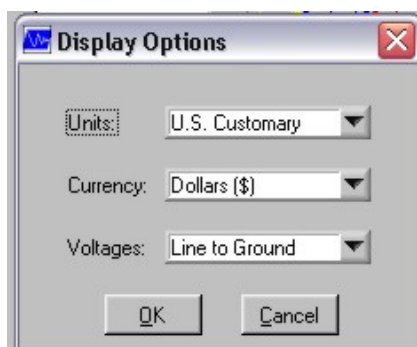 Display Options
Units: U.S. Customary
Currency: Dollars ($)
Voltages: Line to Ground
OK Cancel